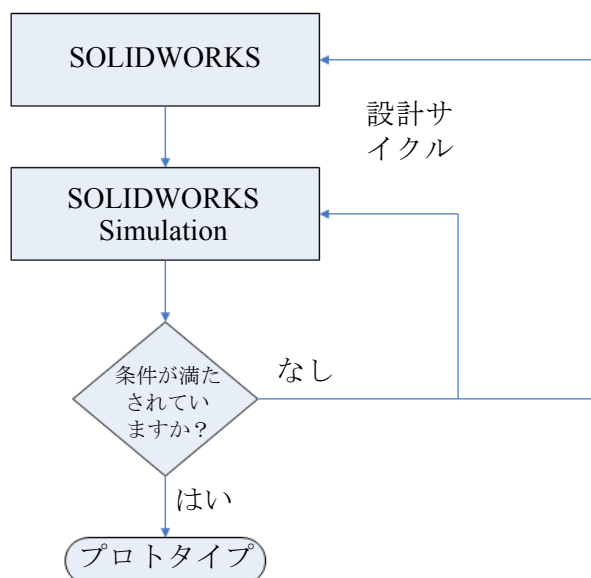 SOLIDWORKS
設計サ
イクル
SOLIDWORKS
Simulation
条件が満た
されてい
ますか？
なし
はい
プロトタイプ